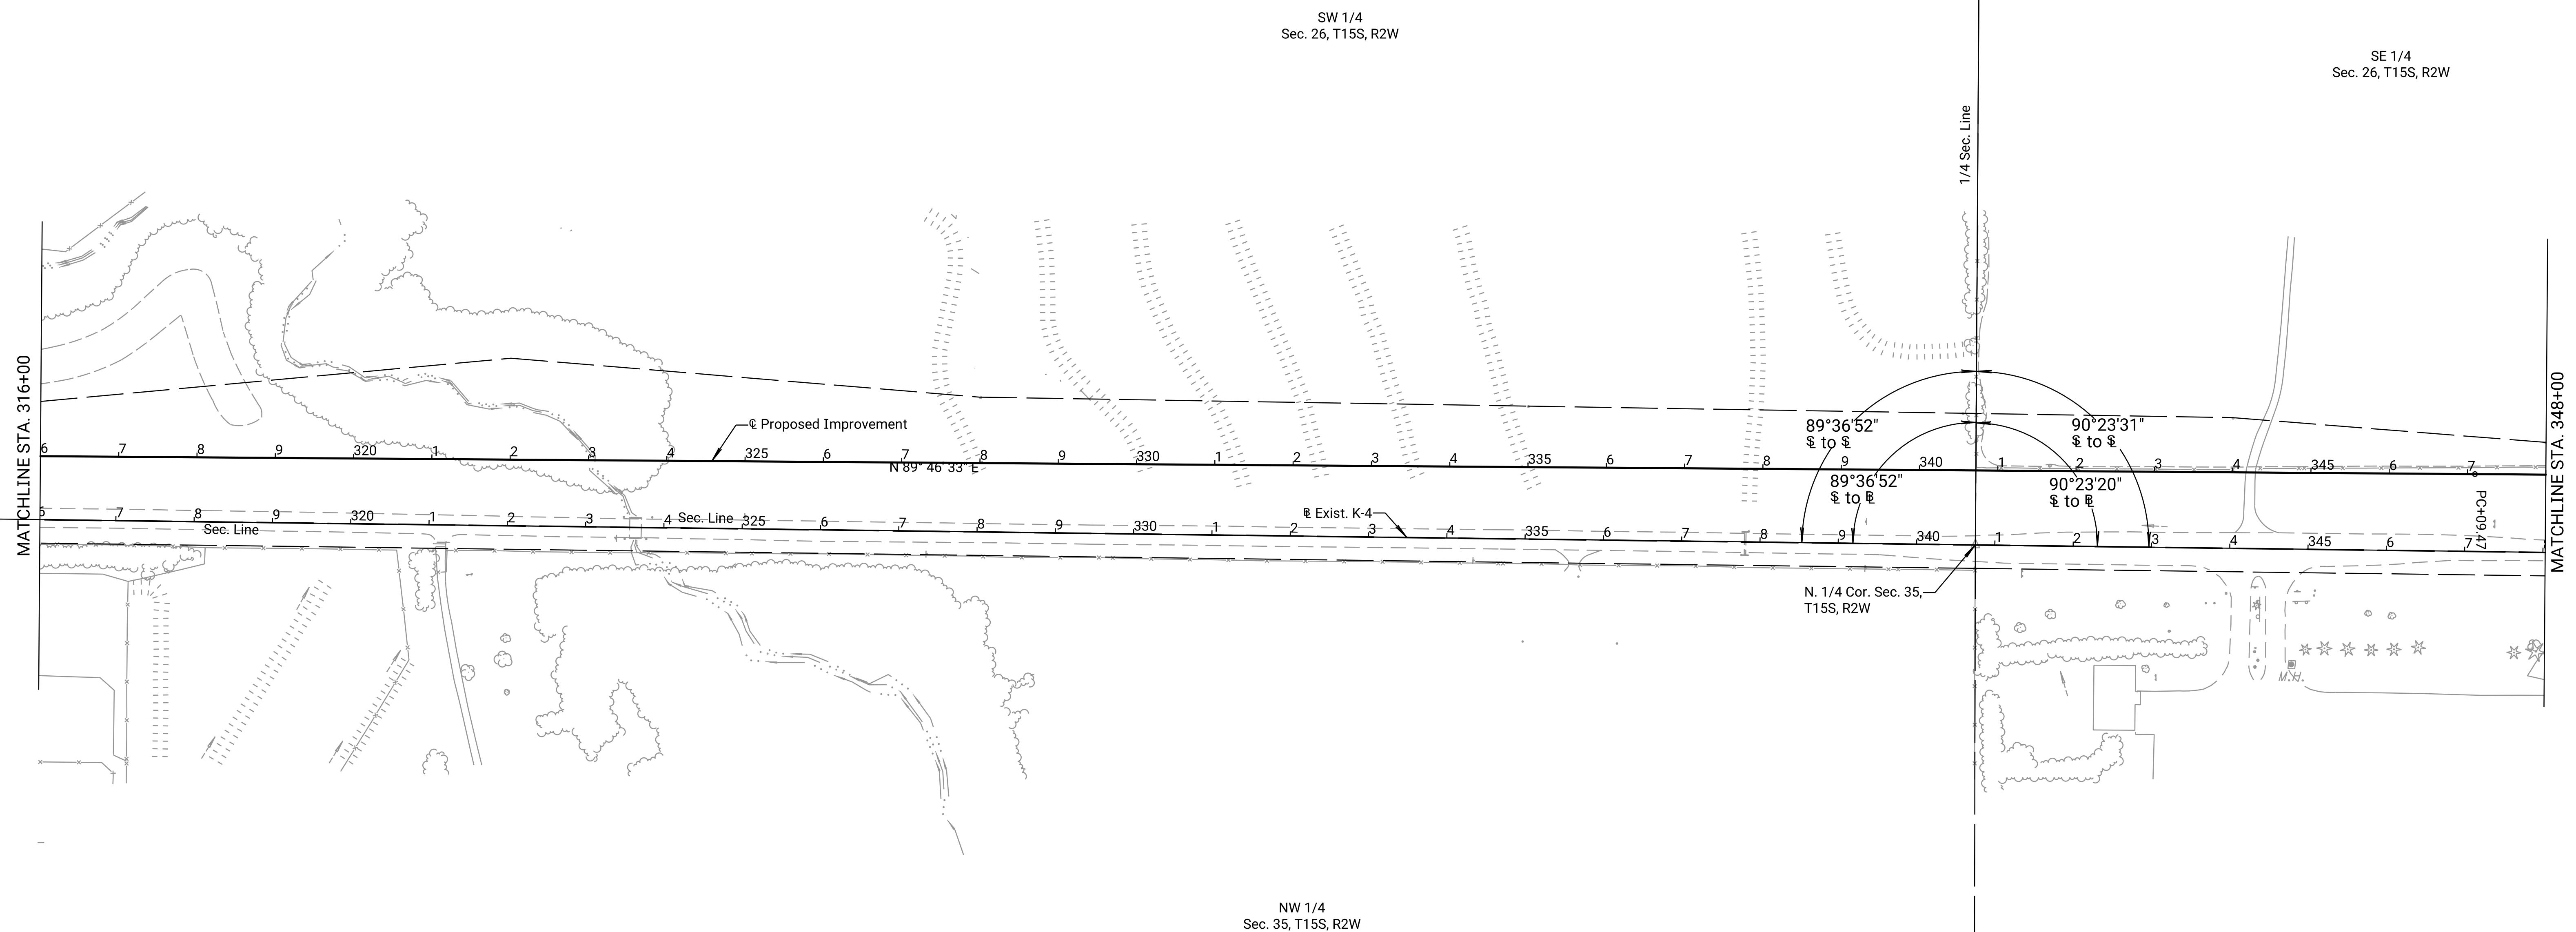 SW 1/4
Sec. 26, T15S, R2W
SE 1/4
Sec. 26, T15S, R2W
1/4 Sec. Line
MATCHLINE STA. 316+00
MATCHLINE STA. 348+00
℄ Proposed Improvement
6 7 8 9 320 1 2 3 4 325 6 7 8 9 330 1 2 3 4 335 6 7 8 9 340 1 2 3 4 345 6 7
N 89° 46' 33" E
89°36'52"
℄ to ℄
90°23'31"
℄ to ℄
89°36'52"
℄ to BL
90°23'20"
℄ to BL
PC+09.47
BL Exist. K-4
6 7 8 9 320 1 2 3 4 325 6 7 8 9 330 1 2 3 4 335 6 7 8 9 340 1 2 3 4 345 6 7
Sec. Line
Sec. Line
N. 1/4 Cor. Sec. 35,
T15S, R2W
M.H.
NW 1/4
Sec. 35, T15S, R2W